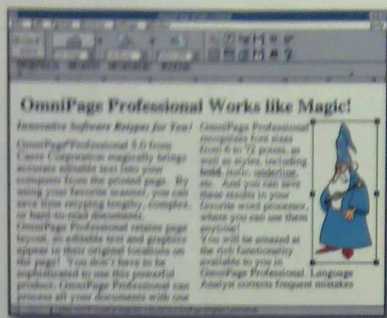 OmniPage Professional Works like Magic!
Innovative Software Retypes for You!
OmniPage Professional 5.0 from
Caere Corporation magically brings
accurate editable text into your
computer from the printed page. By
using your favorite scanner, you can
save from retyping lengthy, complex,
or hard-to-read documents.
OmniPage Professional retains page
layout, so editable text and graphics
appear in their original locations on
the page! You don't have to be
sophisticated to use this powerful
product. OmniPage Professional can
process all your documents with one
OmniPage Professional
recognizes font sizes
from 6 to 72 points, as
well as styles, including
bold, italic, underline,
etc. And you can save
these results in your
favorite word processor,
where you can use them
anytime!
You will be amazed at
the rich functionality
available to you in
OmniPage Professional. Language
Analyst corrects frequent mistakes